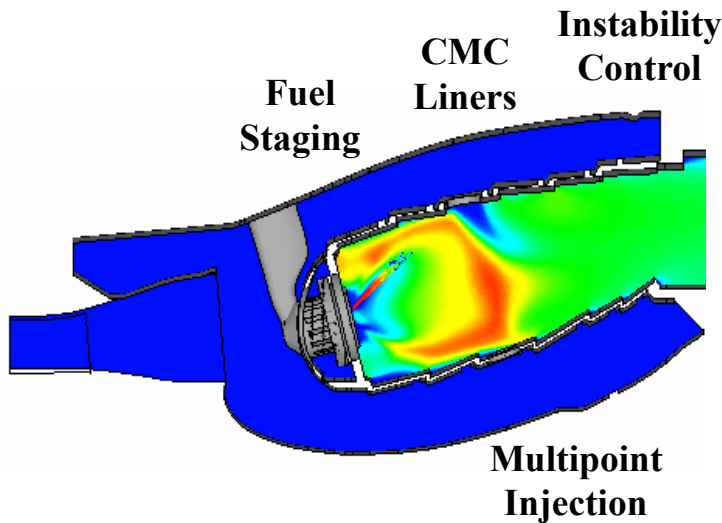 Instability
Control
CMC
Liners
Fuel
Staging
Multipoint
Injection